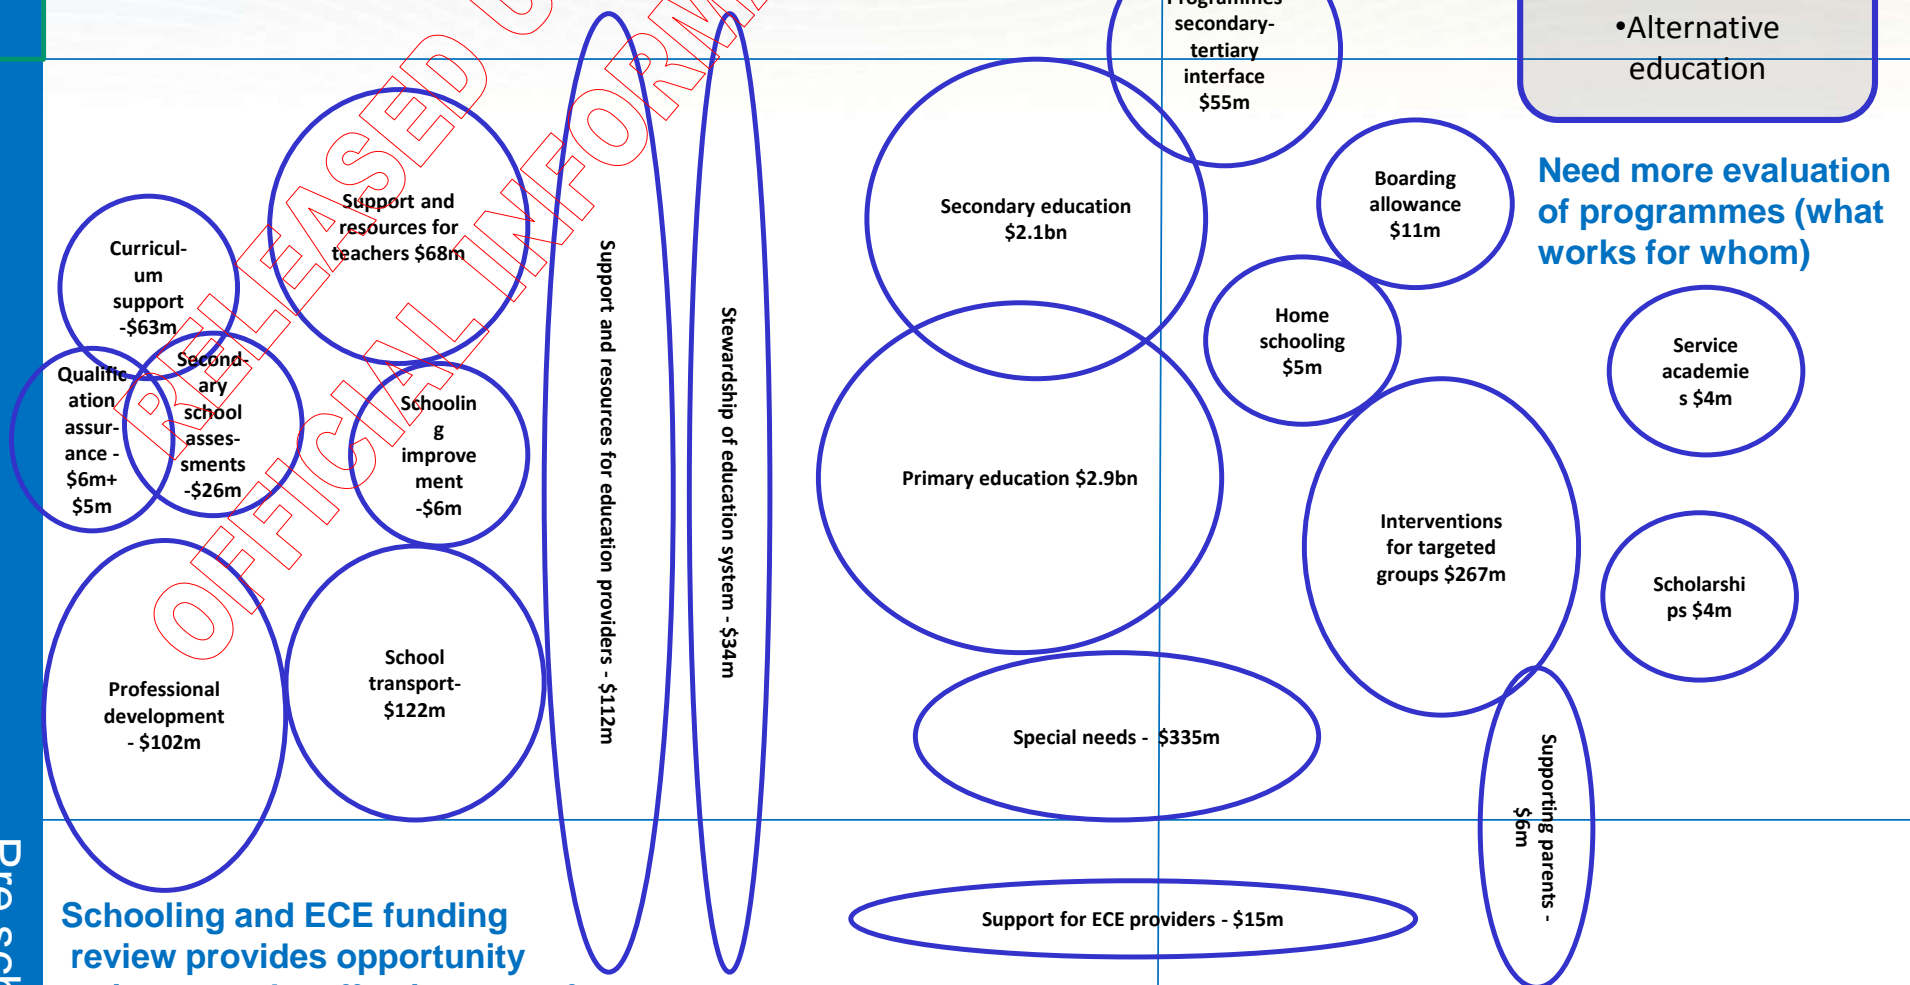 Programmes
secondary-
tertiary
interface
$55m
•Alternative
education
Need more evaluation
of programmes (what
works for whom)
Support and
resources for
teachers $68m
Curricul-
um
support
-$63m
Qualific
ation
assur-
ance -
$6m+
$5m
Second-
ary
school
asses-
sments
-$26m
Schoolin
g
improve
ment
-$6m
Professional
development
- $102m
School
transport-
$122m
Support and resources for education providers - $112m
Stewardship of education system - $34m
Secondary education
$2.1bn
Primary education $2.9bn
Special needs - $335m
Support for ECE providers - $15m
Boarding
allowance
$11m
Home
schooling
$5m
Interventions
for targeted
groups $267m
Service
academie
s $4m
Scholarshi
ps $4m
Supporting parents -
$6m
Schooling and ECE funding
review provides opportunity
RELEASED
OFFICIAL